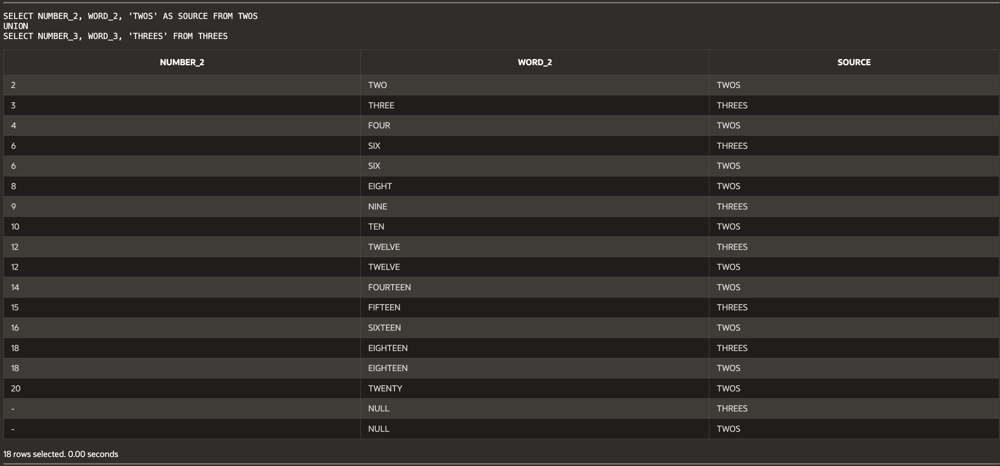 SELECT NUMBER_2, WORD_2, 'TWOS' AS SOURCE FROM TWOS
UNION
SELECT NUMBER_3, WORD_3, 'THREES' FROM THREES
NUMBER_2 WORD_2 SOURCE
2 TWO TWOS
3 THREE THREES
4 FOUR TWOS
6 SIX THREES
6 SIX TWOS
8 EIGHT TWOS
9 NINE THREES
10 TEN TWOS
12 TWELVE THREES
12 TWELVE TWOS
14 FOURTEEN TWOS
15 FIFTEEN THREES
16 SIXTEEN TWOS
18 EIGHTEEN THREES
18 EIGHTEEN TWOS
20 TWENTY TWOS
- NULL THREES
- NULL TWOS
18 rows selected. 0.00 seconds